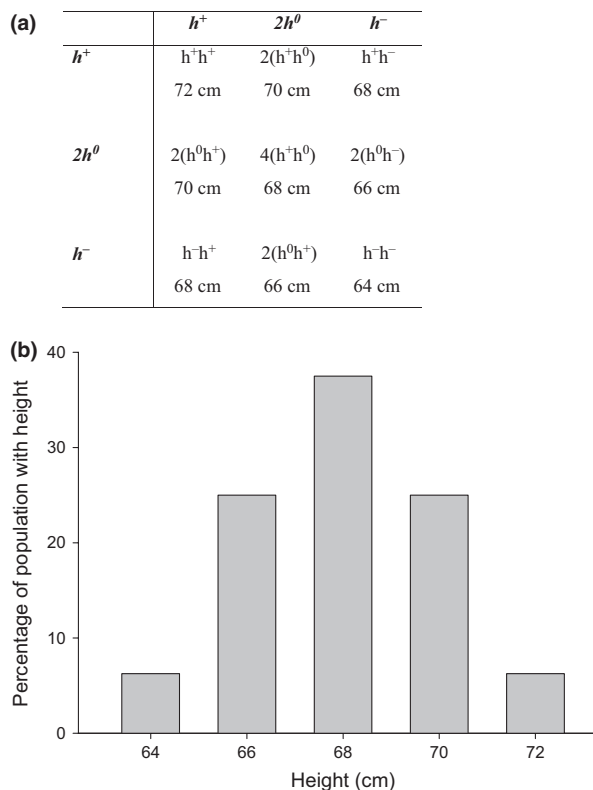 (a)
h⁺ 2h⁰ h⁻
h⁺ h⁺h⁺ 2(h⁺h⁰) h⁺h⁻
72 cm 70 cm 68 cm
2h⁰ 2(h⁰h⁺) 4(h⁺h⁰) 2(h⁰h⁻)
70 cm 68 cm 66 cm
h⁻ h⁻h⁺ 2(h⁰h⁺) h⁻h⁻
68 cm 66 cm 64 cm
(b)
Percentage of population with height
40
30
20
10
0
64 66 68 70 72
Height (cm)